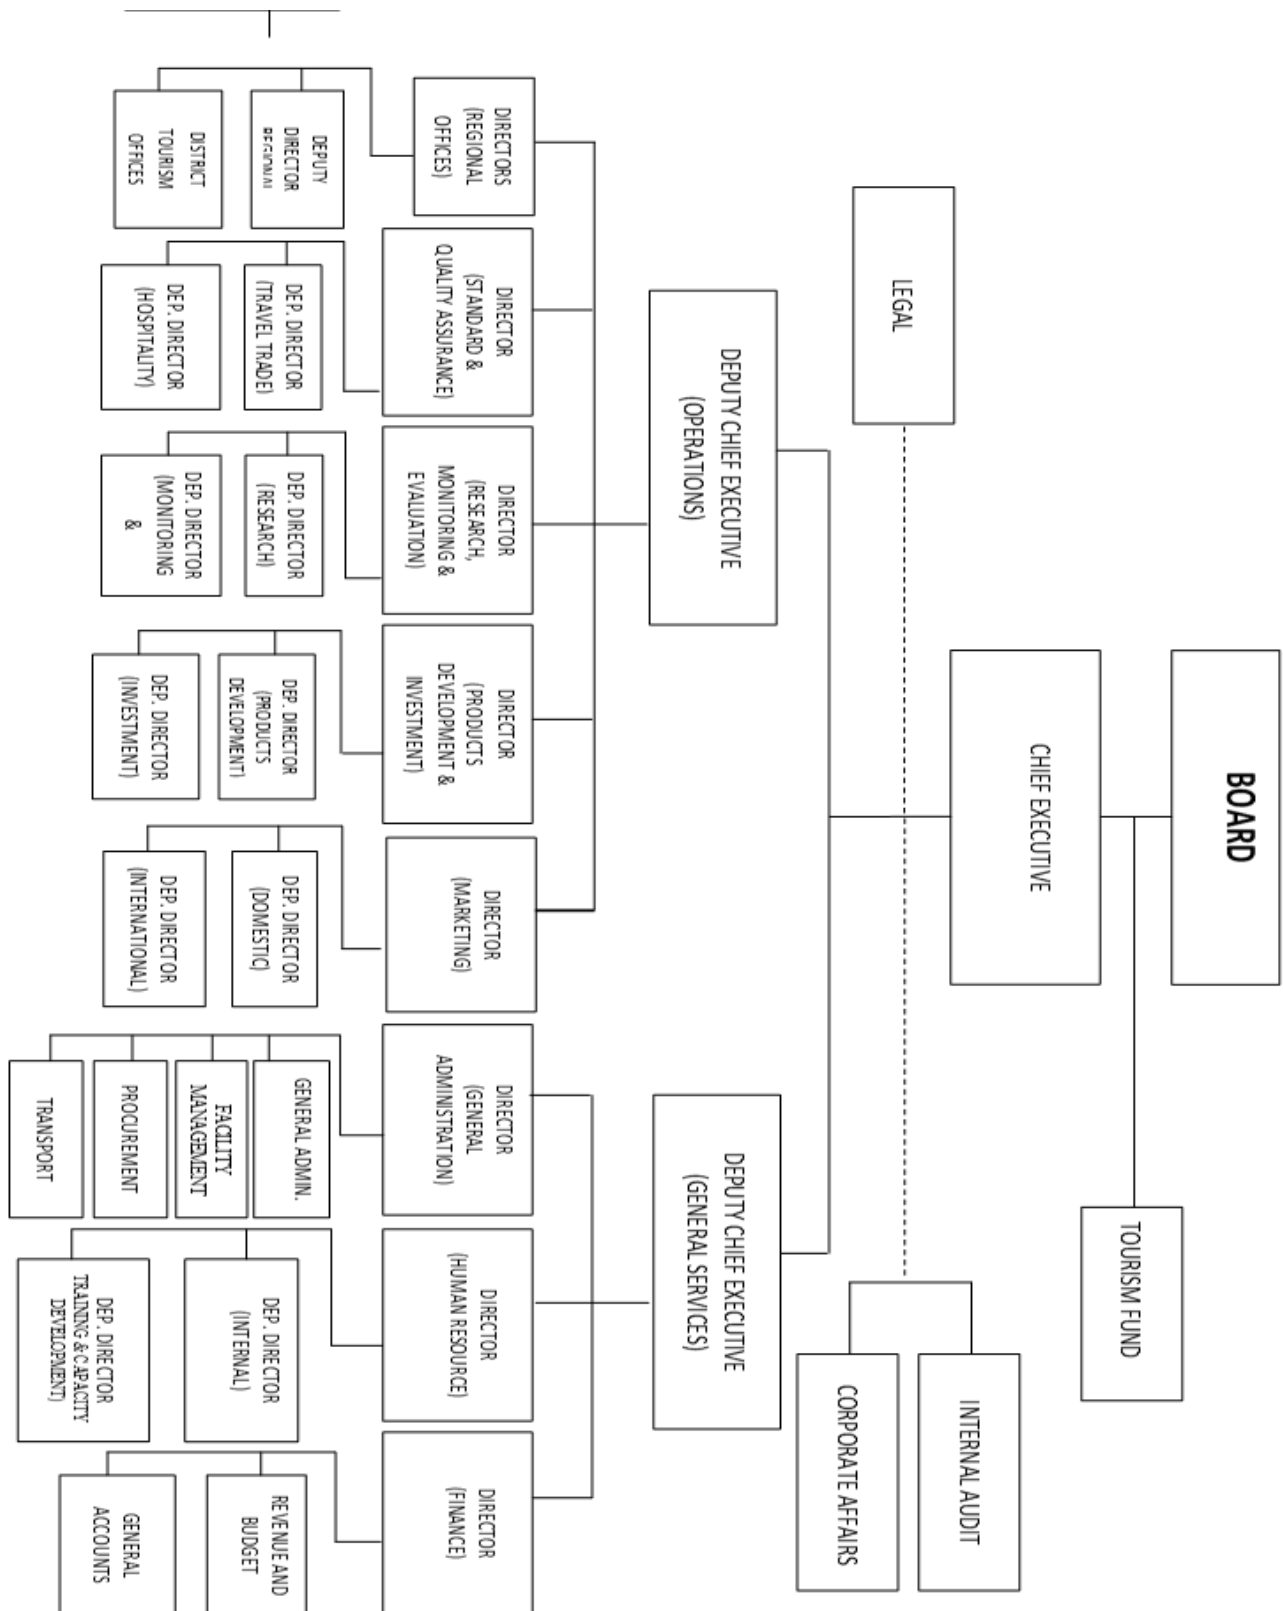 BOARD
CHIEF EXECUTIVE
TOURISM FUND
LEGAL
INTERNAL AUDIT
CORPORATE AFFAIRS
DEPUTY CHIEF EXECUTIVE
(OPERATIONS)
DEPUTY CHIEF EXECUTIVE
(GENERAL SERVICES)
DIRECTORS
(REGIONAL
OFFICES)
DIRECTOR
(STANDARD &
QUALITY ASSURANCE)
DIRECTOR
(RESEARCH,
MONITORING &
EVALUATION)
DIRECTOR
(PRODUCTS
DEVELOPMENT &
INVESTMENT)
DIRECTOR
(MARKETING)
DIRECTOR
(GENERAL
ADMINISTRATION)
DIRECTOR
(HUMAN RESOURCE)
DIRECTOR
(FINANCE)
DEPUTY
DIRECTOR
REGIONAL
DISTRICT
TOURISM
OFFICES
DEP. DIRECTOR
(TRAVEL TRADE)
DEP. DIRECTOR
(HOSPITALITY)
DEP. DIRECTOR
(RESEARCH)
DEP. DIRECTOR
(MONITORING
&
DEP. DIRECTOR
(PRODUCTS
DEVELOPMENT)
DEP. DIRECTOR
(INVESTMENT)
DEP. DIRECTOR
(DOMESTIC)
DEP. DIRECTOR
(INTERNATIONAL)
GENERAL ADMIN.
FACILITY
MANAGEMENT
PROCUREMENT
TRANSPORT
DEP. DIRECTOR
(INTERNAL)
DEP. DIRECTOR
TRAINING & CAPACITY
DEVELOPMENT)
REVENUE AND
BUDGET
GENERAL
ACCOUNTS